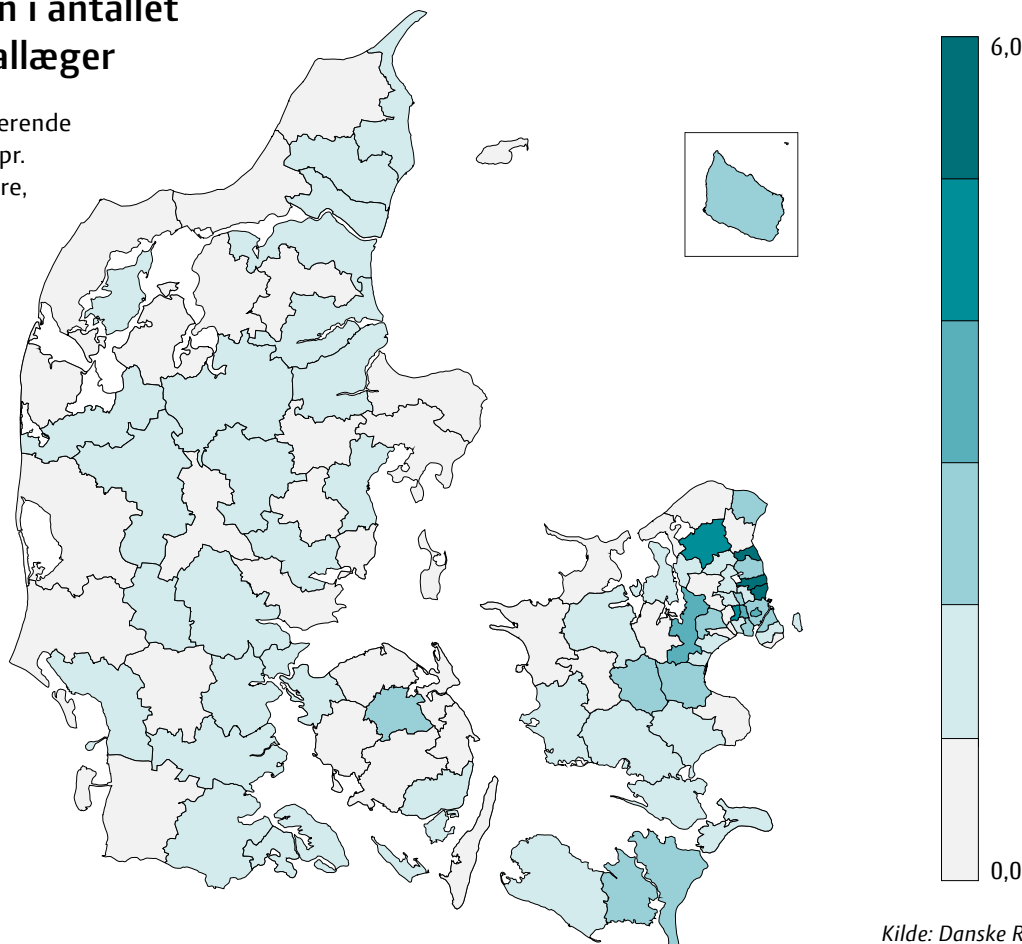 n i antallet
allæger
erende
pr.
re,
6,0
0,0
Kilde: Danske R